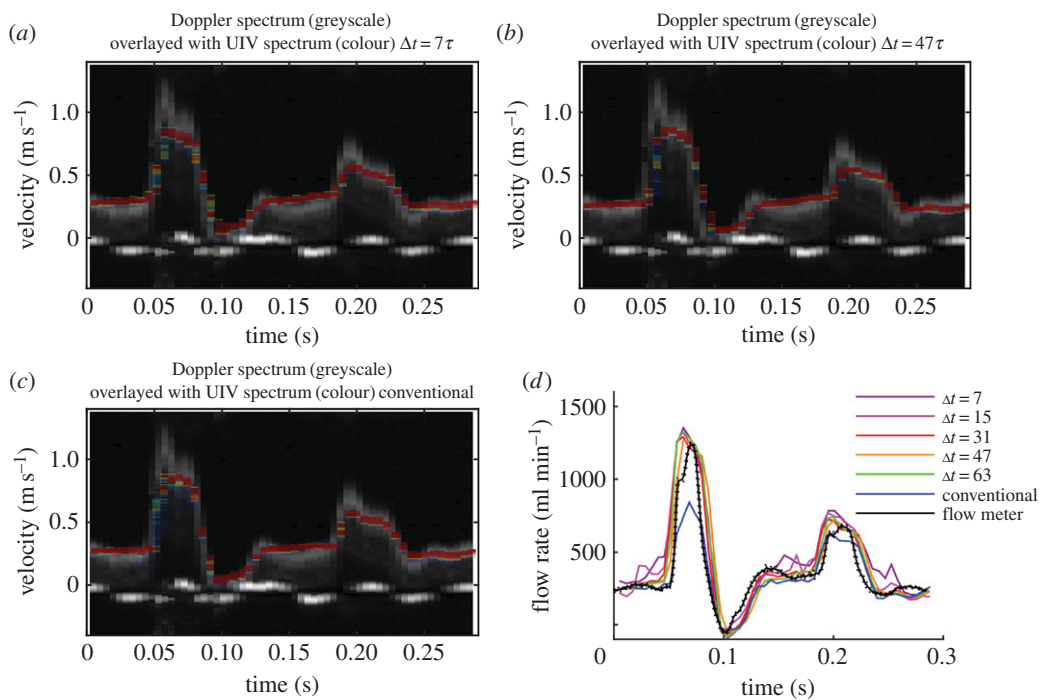 (a)
Doppler spectrum (greyscale)
overlayed with UIV spectrum (colour) Δt = 7τ
velocity (m s⁻¹)
1.0
0.5
0
0 0.05 0.10 0.15 0.20 0.25
time (s)
(b)
Doppler spectrum (greyscale)
overlayed with UIV spectrum (colour) Δt = 47τ
velocity (m s⁻¹)
1.0
0.5
0
0 0.05 0.10 0.15 0.20 0.25
time (s)
(c)
Doppler spectrum (greyscale)
overlayed with UIV spectrum (colour) conventional
velocity (m s⁻¹)
1.0
0.5
0
0 0.05 0.10 0.15 0.20 0.25
time (s)
(d)
flow rate (ml min⁻¹)
1500
1000
500
0 0.1 0.2 0.3
time (s)
Δt = 7
Δt = 15
Δt = 31
Δt = 47
Δt = 63
conventional
flow meter